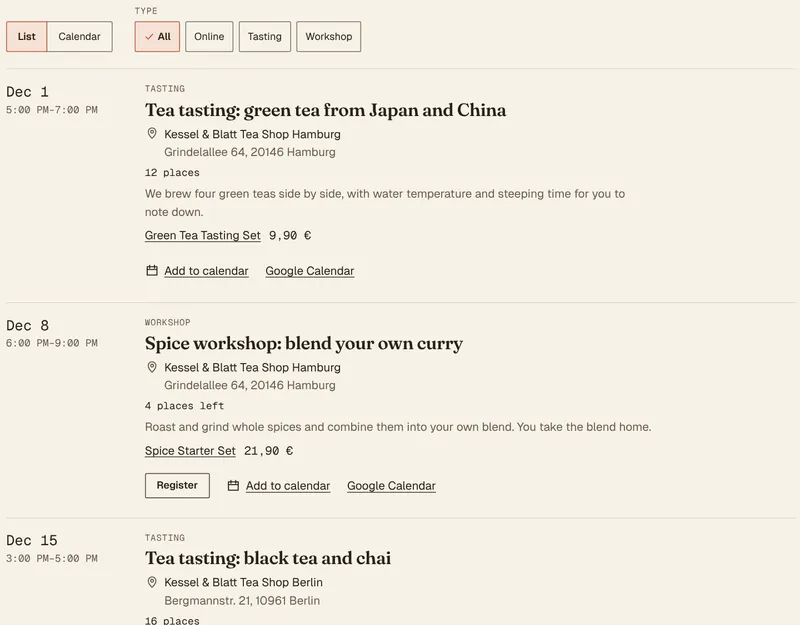 TYPE
List
Calendar
All
Online
Tasting
Workshop
Dec 1
5:00 PM–7:00 PM
TASTING
Tea tasting: green tea from Japan and China
Kessel & Blatt Tea Shop Hamburg
Grindelallee 64, 20146 Hamburg
12 places
We brew four green teas side by side, with water temperature and steeping time for you to
note down.
Green Tea Tasting Set 9,90 €
Add to calendar Google Calendar
Dec 8
6:00 PM–9:00 PM
WORKSHOP
Spice workshop: blend your own curry
Kessel & Blatt Tea Shop Hamburg
Grindelallee 64, 20146 Hamburg
4 places left
Roast and grind whole spices and combine them into your own blend. You take the blend home.
Spice Starter Set 21,90 €
Register Add to calendar Google Calendar
Dec 15
3:00 PM–5:00 PM
TASTING
Tea tasting: black tea and chai
Kessel & Blatt Tea Shop Berlin
Bergmannstr. 21, 10961 Berlin
16 places